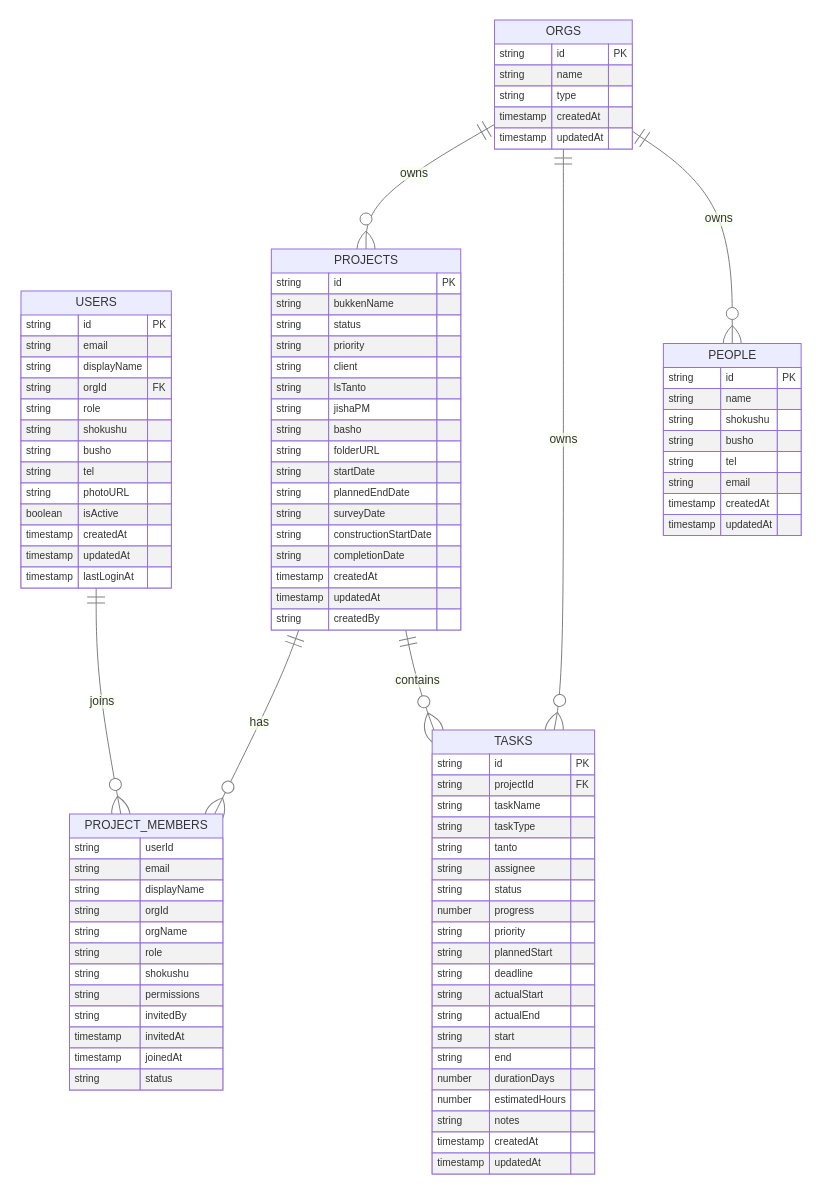 ORGS
string id PK
string name
string type
timestamp createdAt
timestamp updatedAt
owns
owns
owns
PROJECTS
string id PK
string bukkenName
string status
string priority
string client
string lsTanto
string jishaPM
string basho
string folderURL
string startDate
string plannedEndDate
string surveyDate
string constructionStartDate
string completionDate
timestamp createdAt
timestamp updatedAt
string createdBy
USERS
string id PK
string email
string displayName
string orgId FK
string role
string shokushu
string busho
string tel
string photoURL
boolean isActive
timestamp createdAt
timestamp updatedAt
timestamp lastLoginAt
PEOPLE
string id PK
string name
string shokushu
string busho
string tel
string email
timestamp createdAt
timestamp updatedAt
joins
has
contains
PROJECT_MEMBERS
string userId
string email
string displayName
string orgId
string orgName
string role
string shokushu
string permissions
string invitedBy
timestamp invitedAt
timestamp joinedAt
string status
TASKS
string id PK
string projectId FK
string taskName
string taskType
string tanto
string assignee
string status
number progress
string priority
string plannedStart
string deadline
string actualStart
string actualEnd
string start
string end
number durationDays
number estimatedHours
string notes
timestamp createdAt
timestamp updatedAt